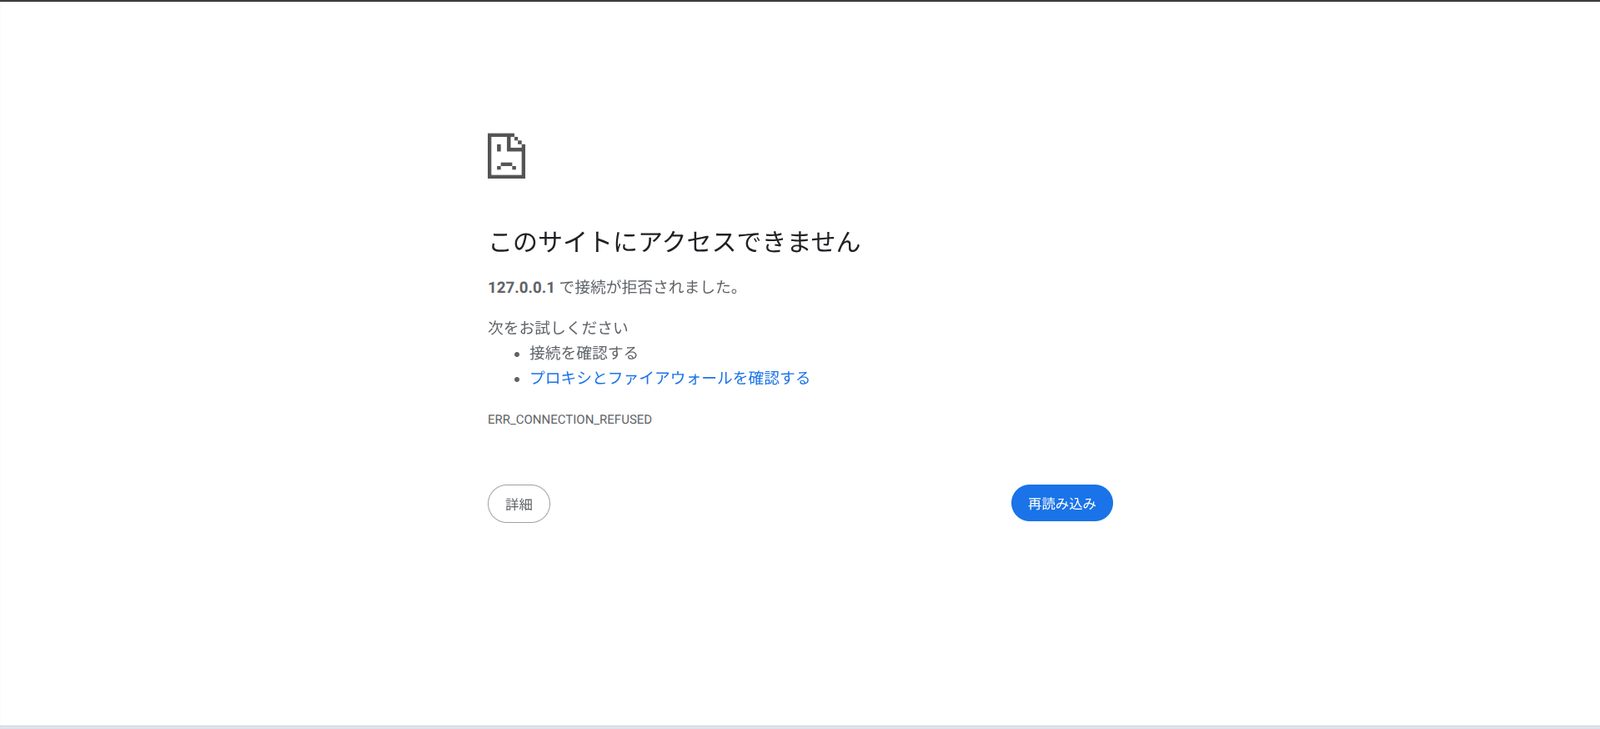 このサイトにアクセスできません
127.0.0.1 で接続が拒否されました。
次をお試しください
• 接続を確認する
• プロキシとファイアウォールを確認する
ERR_CONNECTION_REFUSED
詳細
再読み込み